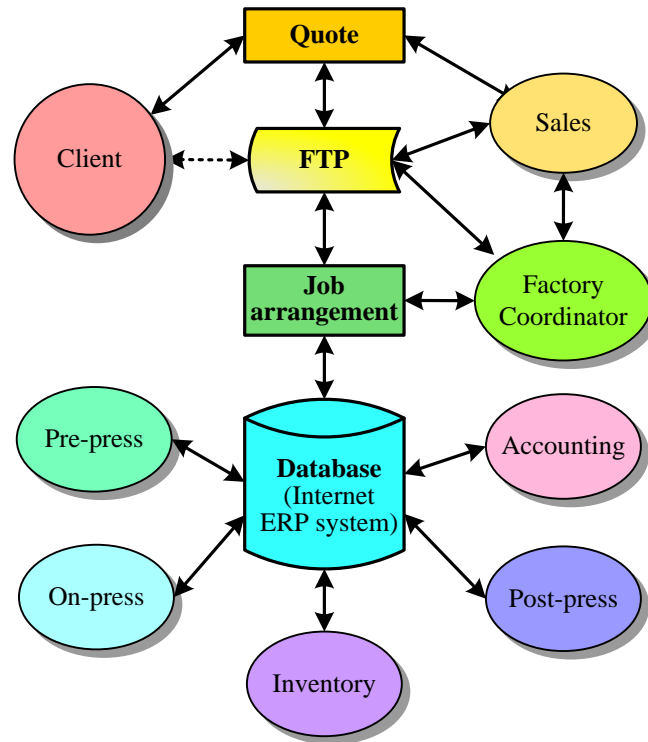 Quote
Client
FTP
Sales
Job
arrangement
Factory
Coordinator
Pre-press
Database
(Internet
ERP system)
Accounting
On-press
Post-press
Inventory